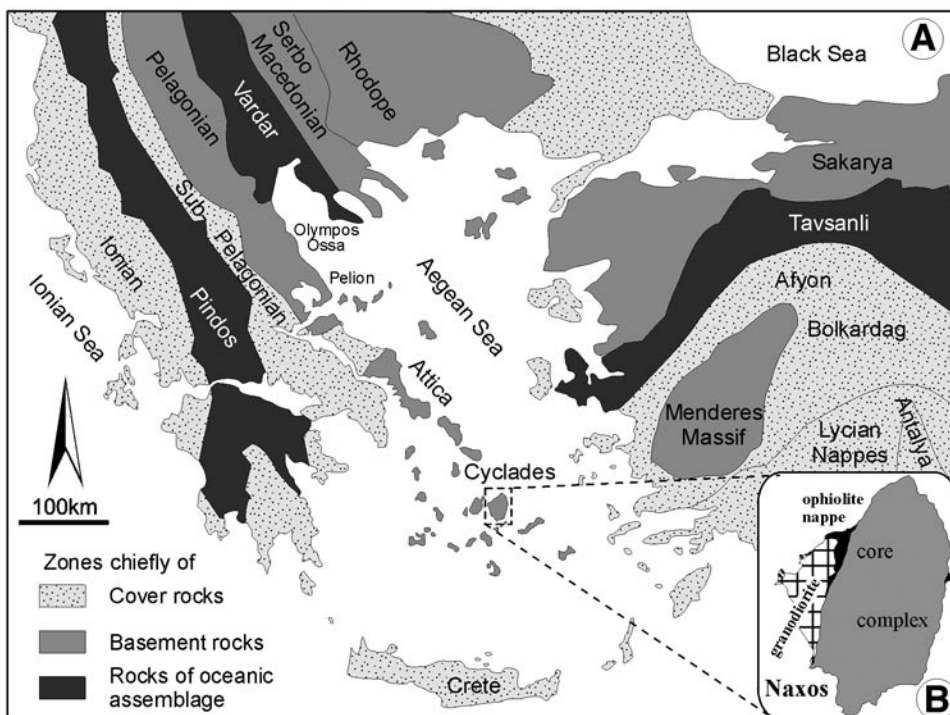 A
Black Sea
Serbo
Macedonian
Rhodope
Pelagonian
Vardar
Sakarya
Tavsanli
Sub-
Pelagonian
Olympos
Ossa
Pelion
Ionian
Ionian Sea
Pindos
Aegean Sea
Afyon
Bolkardag
Attica
Menderes
Massif
Lycian
Nappes
Antalya
Cyclades
100km
Zones chiefly of
Cover rocks
Basement rocks
Rocks of oceanic
assemblage
Crete
ophiolite
nappe
core
complex
granodiorite
Naxos
B